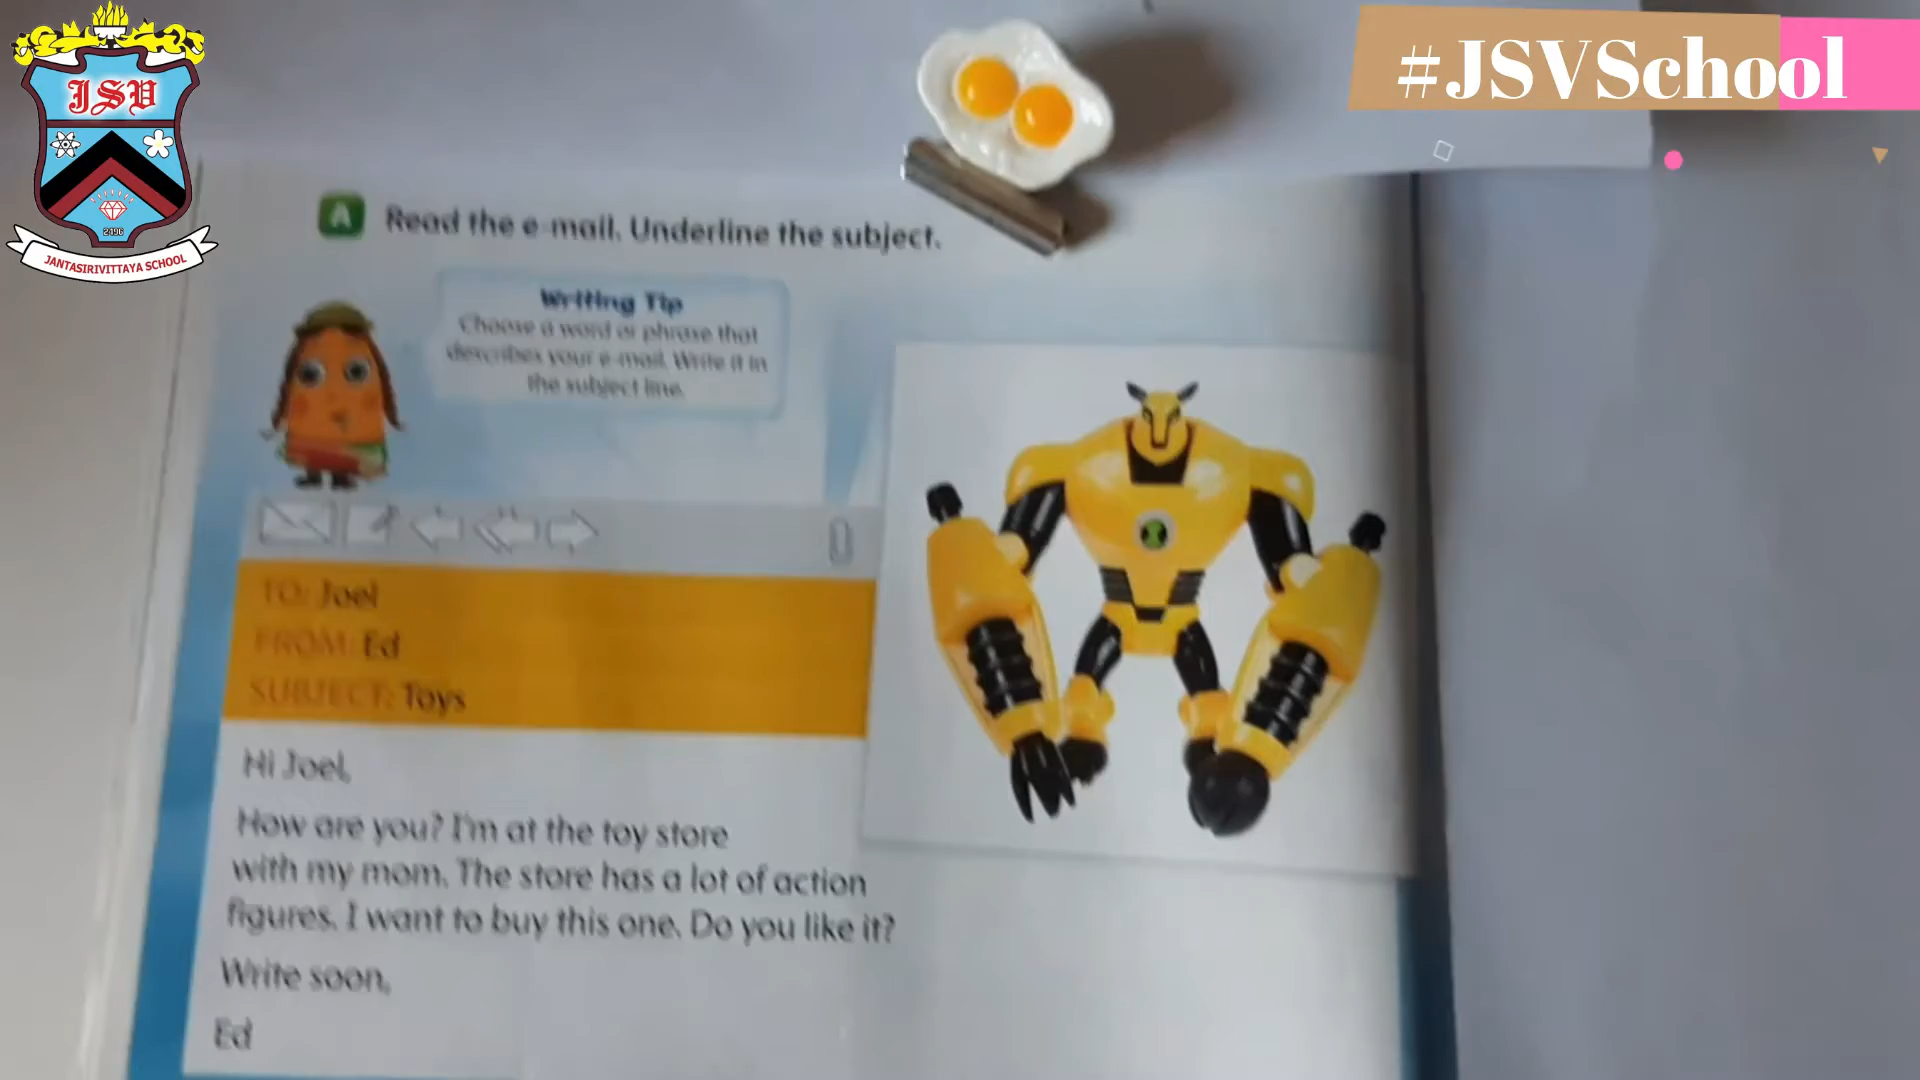 JSV
2496
JANTASIRIVITTAYA SCHOOL
#JSVSchool
A Read the e-mail. Underline the subject.
Writing Tip
Choose a word or phrase that
describes your e-mail. Write it in
the subject line.
TO: Joel
FROM: Ed
SUBJECT: Toys
Hi Joel,
How are you? I'm at the toy store
with my mom. The store has a lot of action
figures. I want to buy this one. Do you like it?
Write soon,
Ed